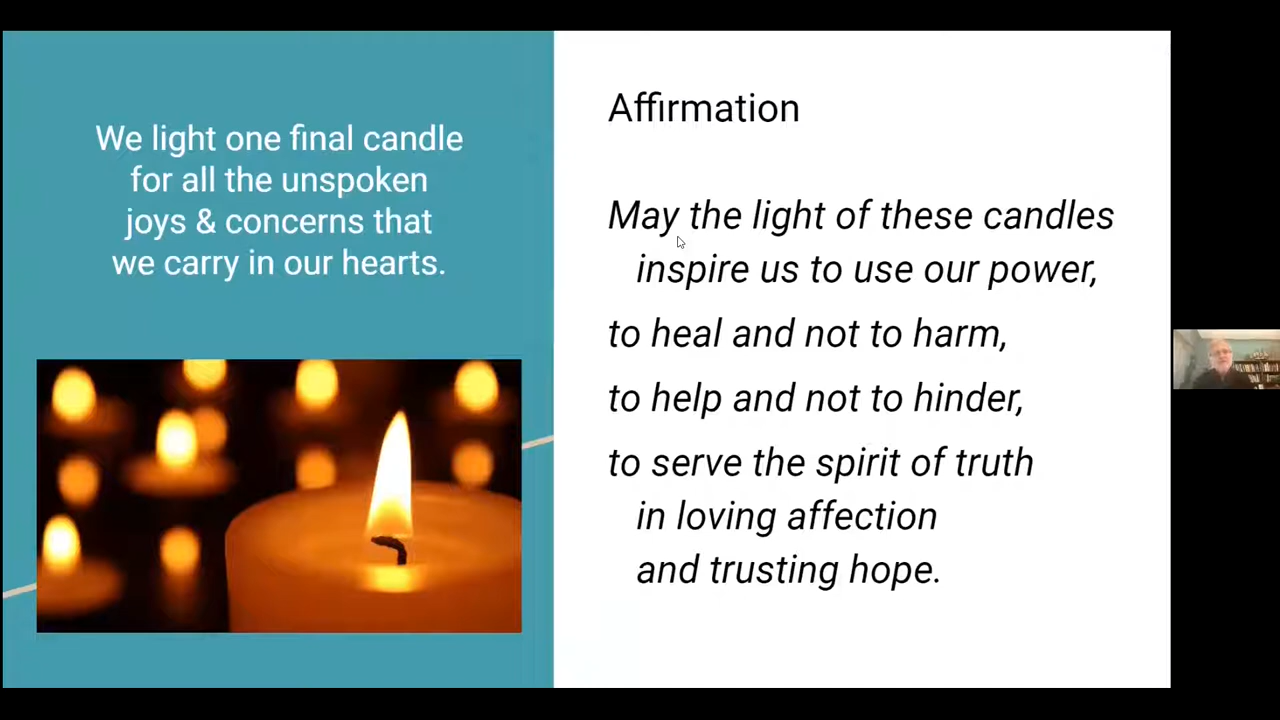 We light one final candle
for all the unspoken
joys & concerns that
we carry in our hearts.
Affirmation
May the light of these candles
inspire us to use our power,
to heal and not to harm,
to help and not to hinder,
to serve the spirit of truth
in loving affection
and trusting hope.